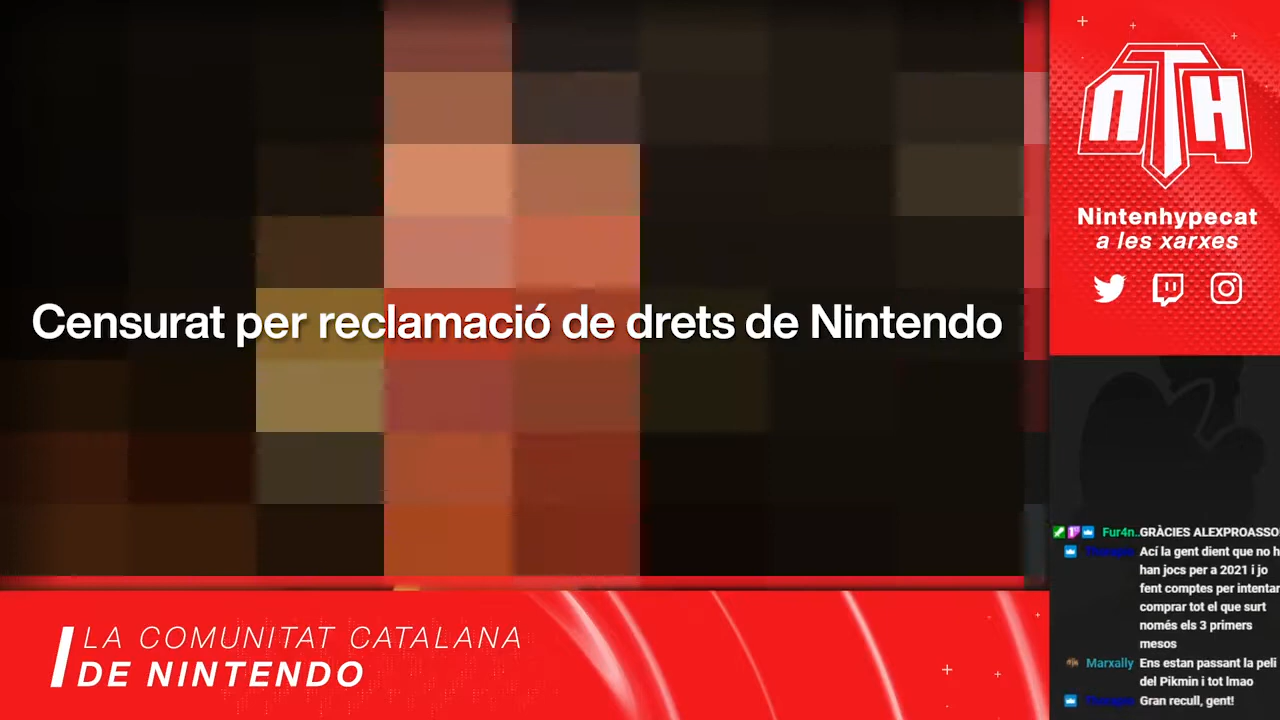 Censurat per reclamació de drets de Nintendo
LA COMUNITAT CATALANA
DE NINTENDO
NTH
Nintenhypecat
a les xarxes
Fur4n.. GRÀCIES ALEXPROASSO
Ací la gent dient que no h
han jocs per a 2021 i jo
fent comptes per intentar
comprar tot el que surt
només els 3 primers
mesos
Marxally Ens estan passant la peli
del Pikmin i tot lmao
Gran recull, gent!